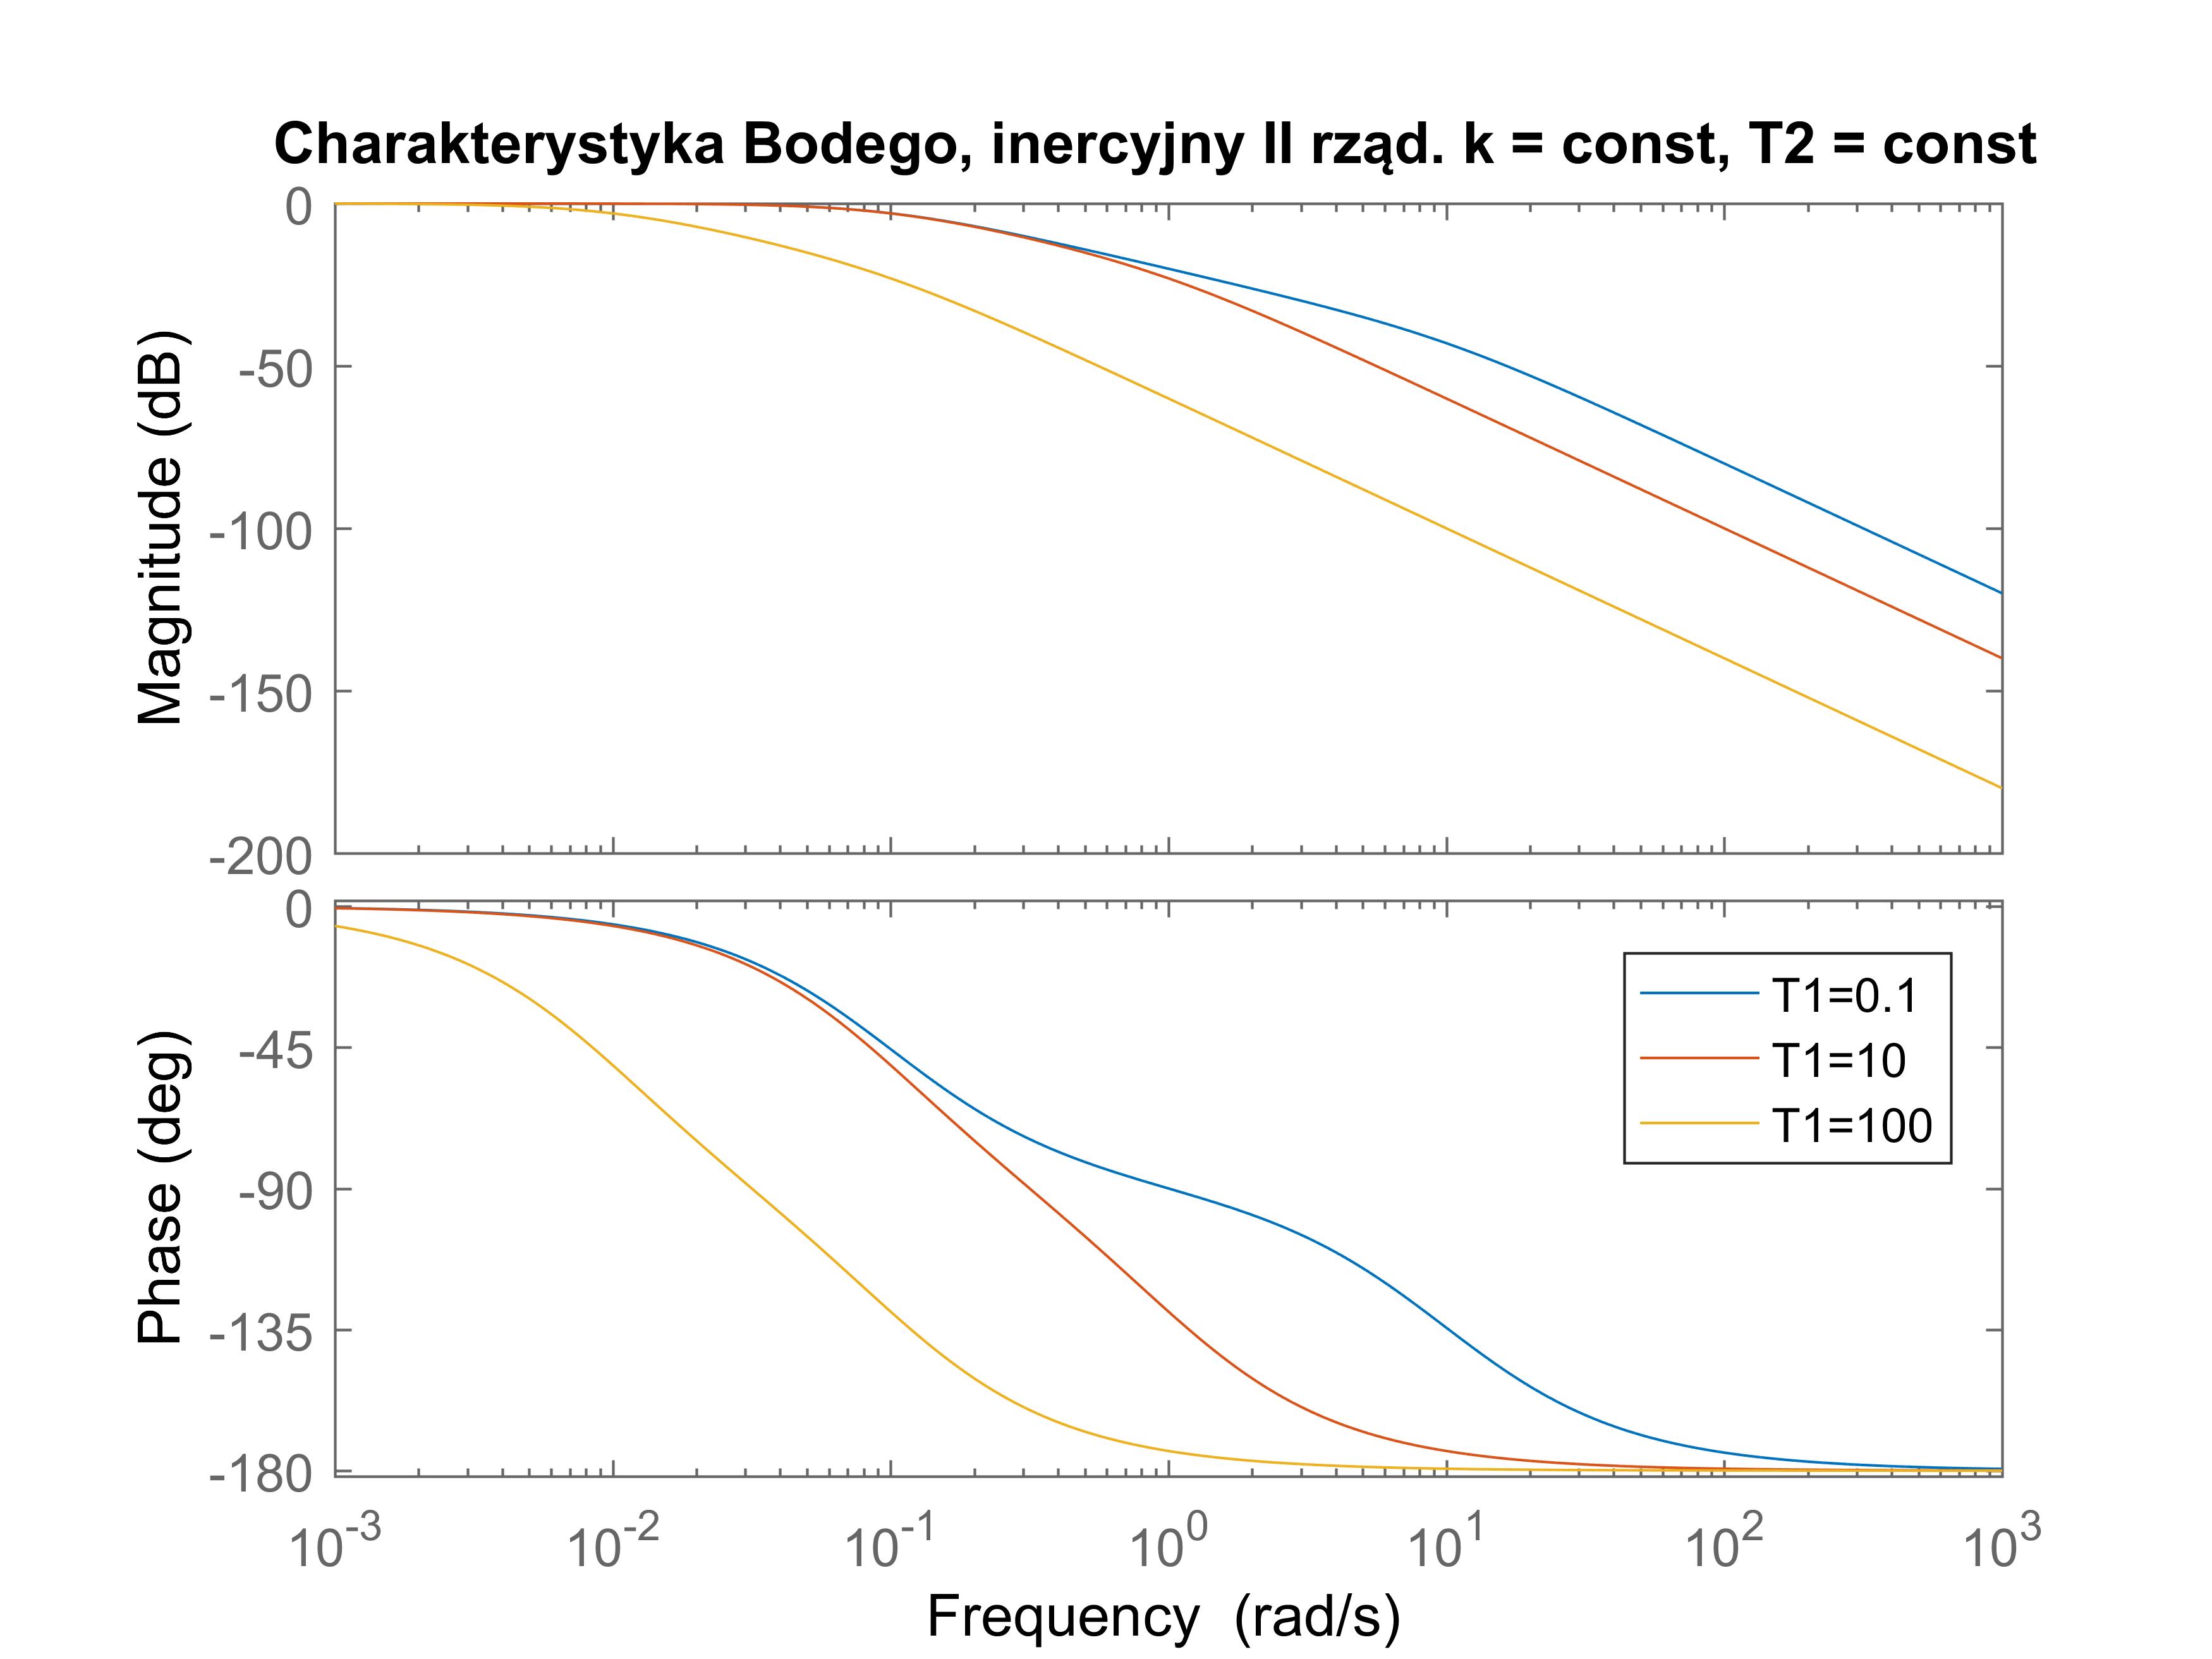 Charakterystyka Bodego, inercyjny II rząd. k = const, T2 = const
Magnitude (dB)
0
-50
-100
-150
-200
Phase (deg)
0
-45
-90
-135
-180
T1=0.1
T1=10
T1=100
10^-3 10^-2 10^-1 10^0 10^1 10^2 10^3
Frequency (rad/s)